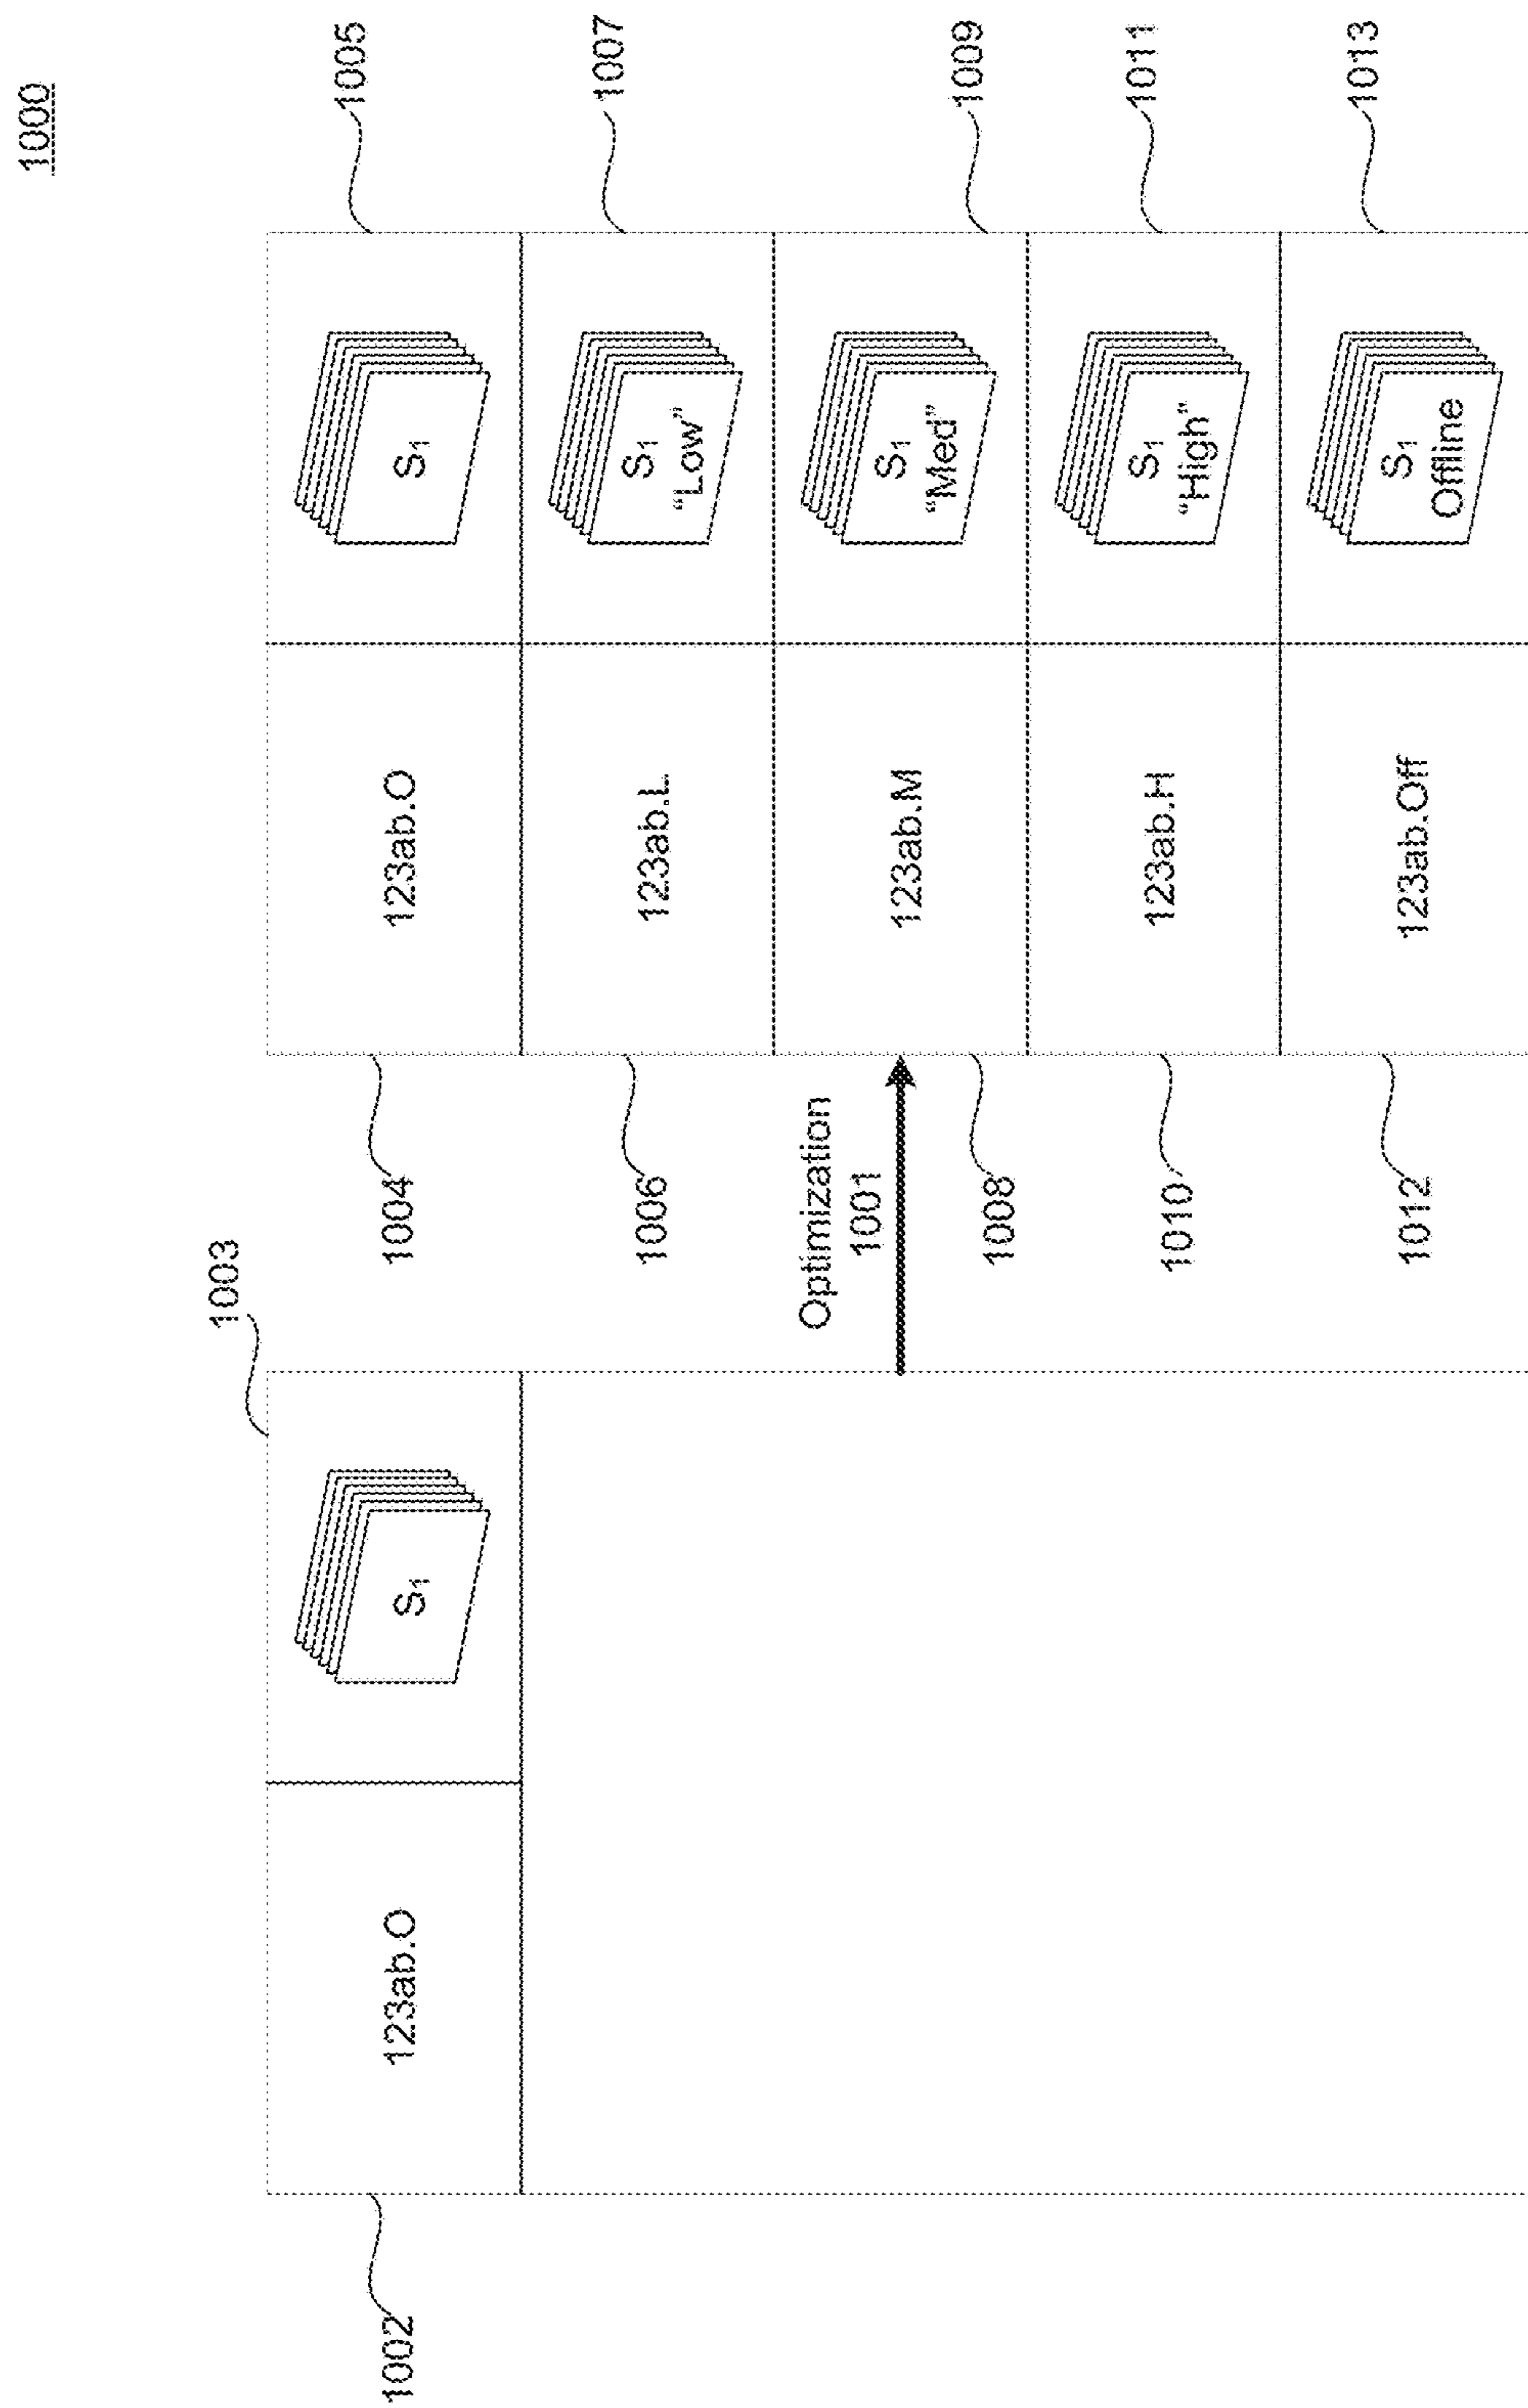 1000
1003
1002
123ab.O
S₁
Optimization
1001
1004
123ab.O
S₁
1005
1006
123ab.L
S₁
“Low”
1007
1008
123ab.M
S₁
“Med”
1009
1010
123ab.H
S₁
“High”
1011
1012
123ab.Off
S₁
Offline
1013